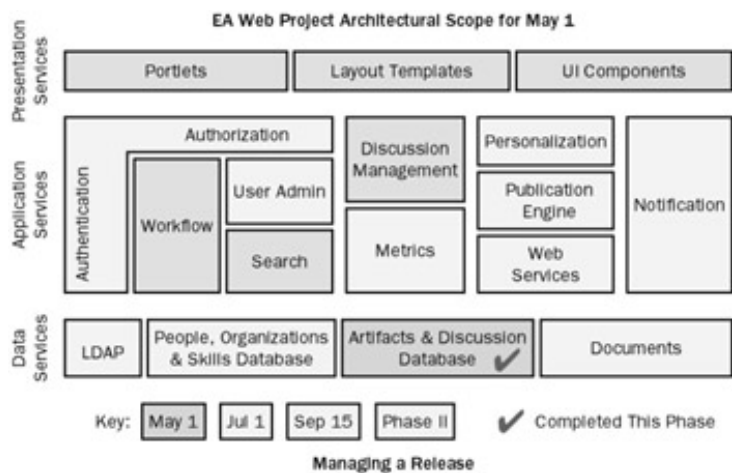 EA Web Project Architectural Scope for May 1
Presentation
Services
Portlets
Layout Templates
UI Components
Application
Services
Authentication
Authorization
Workflow
User Admin
Search
Discussion
Management
Metrics
Personalization
Publication
Engine
Web
Services
Notification
Data
Services
LDAP
People, Organizations
& Skills Database
Artifacts & Discussion
Database
Documents
Key:
May 1
Jul 1
Sep 15
Phase II
Completed This Phase
Managing a Release